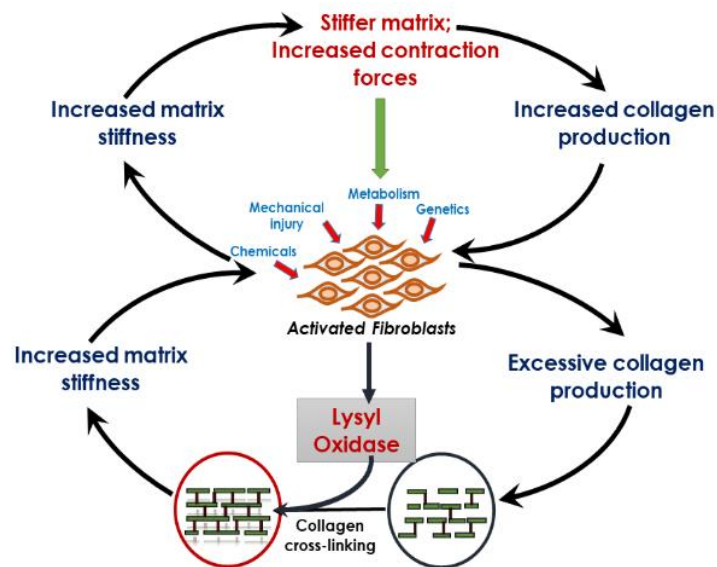 Stiffer matrix;
Increased contraction
forces
Increased matrix
stiffness
Increased collagen
production
Metabolism
Mechanical
injury
Genetics
Chemicals
Activated Fibroblasts
Increased matrix
stiffness
Excessive collagen
production
Lysyl
Oxidase
Collagen
cross-linking